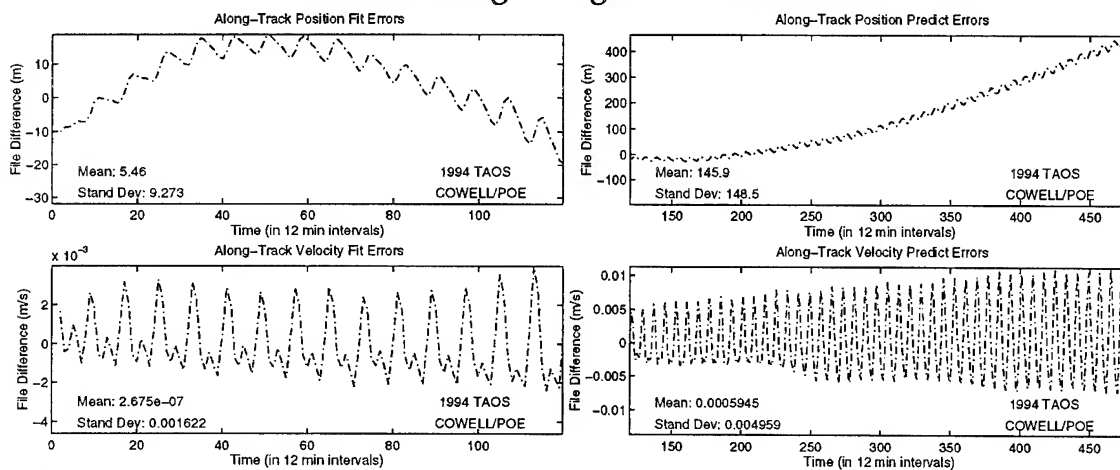 Along-Track Position Fit Errors
File Difference (m)
10
0
-10
-20
-30
Mean: 5.46
Stand Dev: 9.273
1994 TAOS
COWELL/POE
0 20 40 60 80 100
Time (in 12 min intervals)
Along-Track Position Predict Errors
File Difference (m)
400
300
200
100
0
-100
Mean: 145.9
Stand Dev: 148.5
1994 TAOS
COWELL/POE
150 200 250 300 350 400 450
Time (in 12 min intervals)
x 10⁻³
Along-Track Velocity Fit Errors
File Difference (m/s)
2
0
-2
-4
Mean: 2.675e-07
Stand Dev: 0.001622
1994 TAOS
COWELL/POE
0 20 40 60 80 100
Time (in 12 min intervals)
Along-Track Velocity Predict Errors
File Difference (m/s)
0.01
0.005
0
-0.005
-0.01
Mean: 0.0005945
Stand Dev: 0.004959
1994 TAOS
COWELL/POE
150 200 250 300 350 400 450
Time (in 12 min intervals)